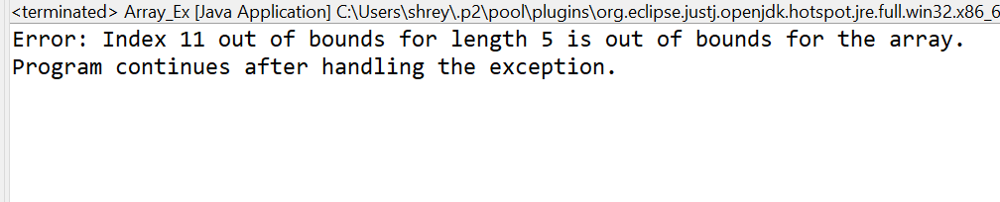 <terminated> Array_Ex [Java Application] C:\Users\shrey\.p2\pool\plugins\org.eclipse.justj.openjdk.hotspot.jre.full.win32.x86_6
Error: Index 11 out of bounds for length 5 is out of bounds for the array.
Program continues after handling the exception.